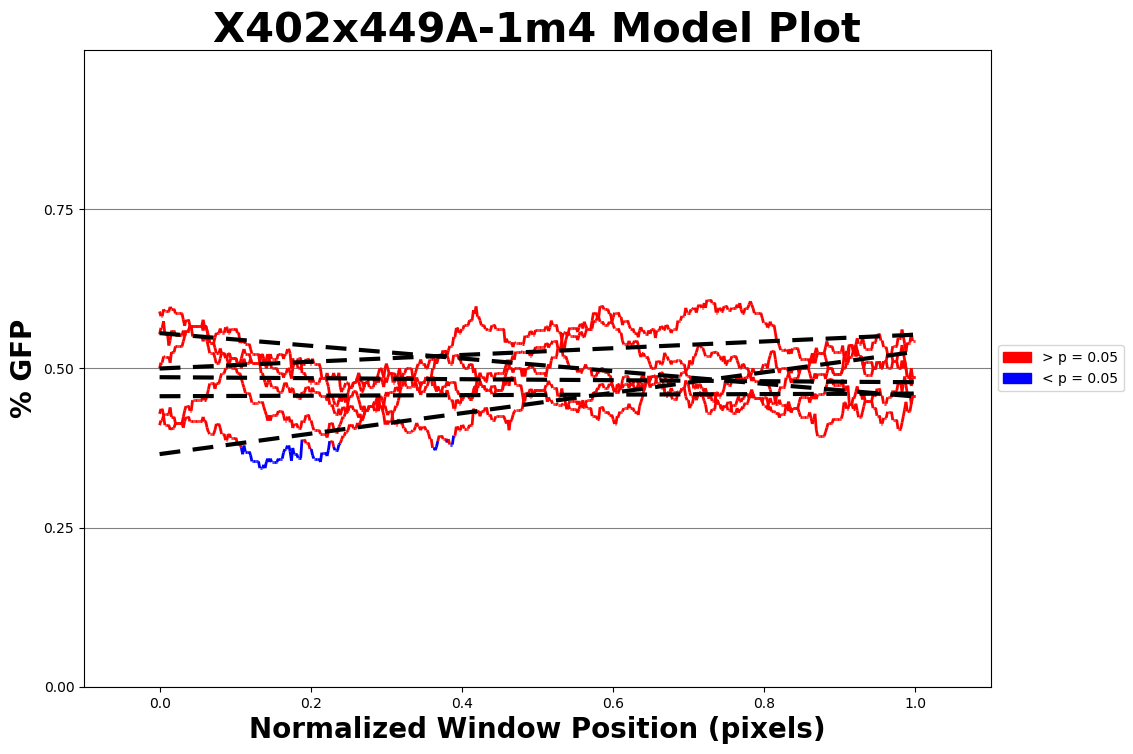 X402x449A-1m4 Model Plot
% GFP
0.75
0.50
0.25
0.00
0.0 0.2 0.4 0.6 0.8 1.0
Normalized Window Position (pixels)
> p = 0.05
< p = 0.05